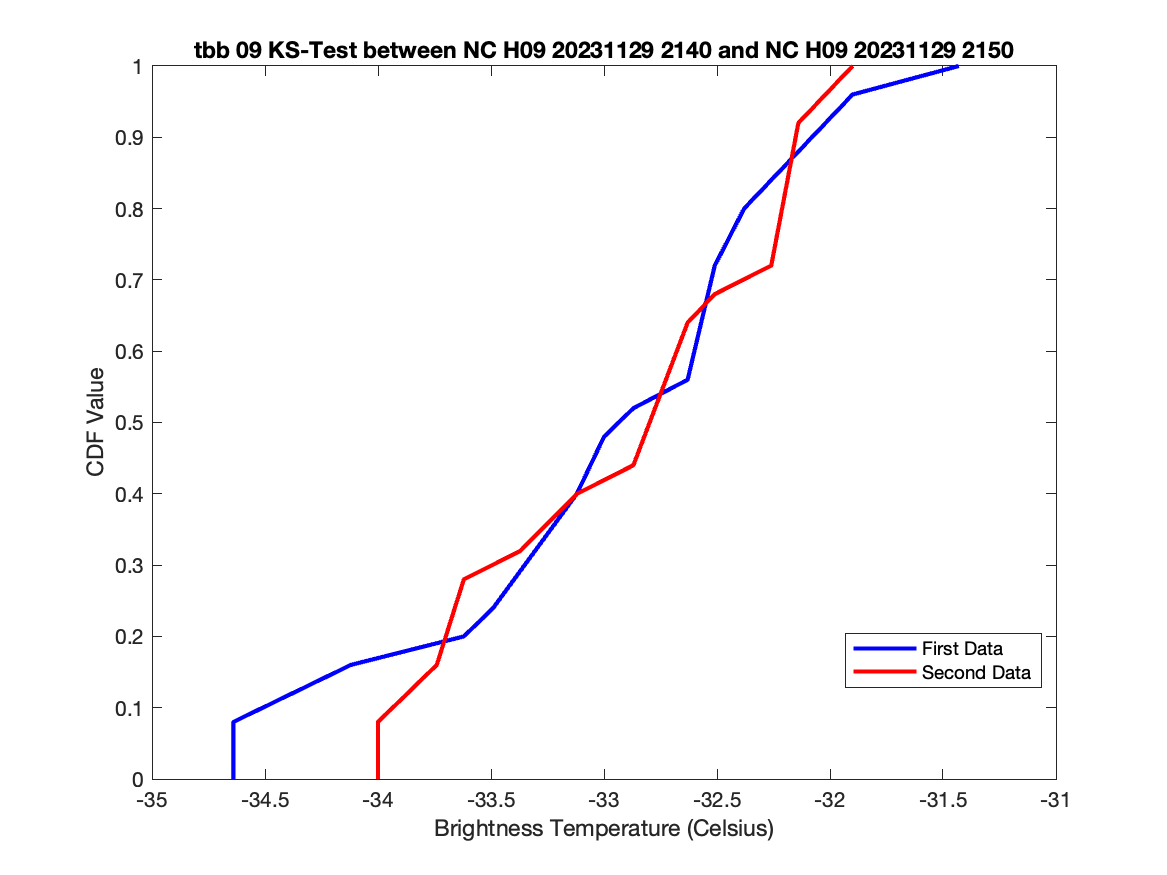 tbb 09 KS-Test between NC H09 20231129 2140 and NC H09 20231129 2150
1
0.9
0.8
0.7
0.6
0.5
0.4
0.3
0.2
0.1
0
CDF Value
First Data
Second Data
-35 -34.5 -34 -33.5 -33 -32.5 -32 -31.5 -31
Brightness Temperature (Celsius)